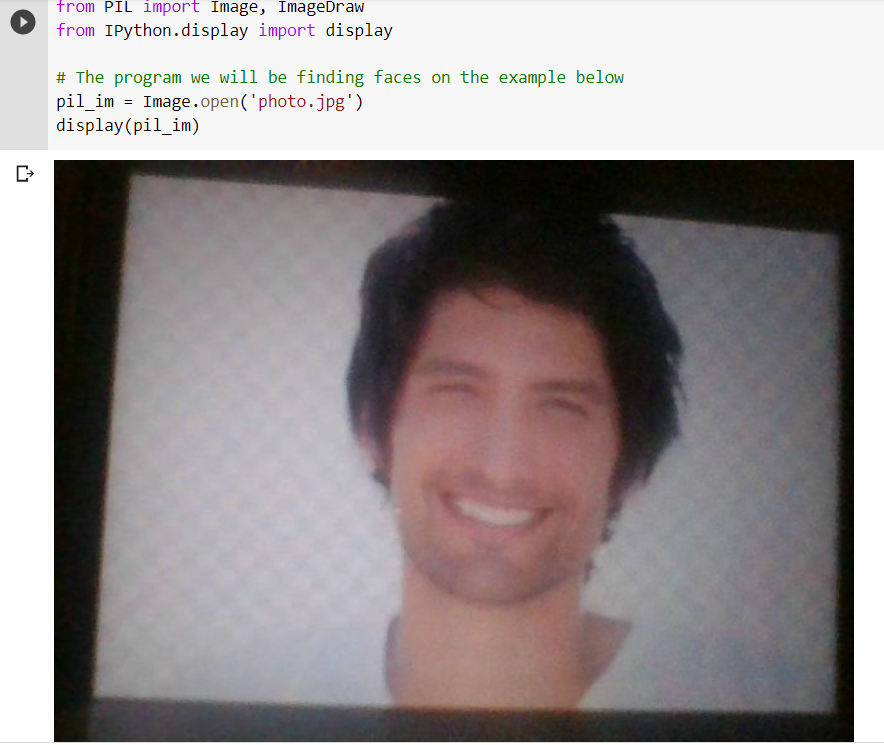 from PIL import Image, ImageDraw
from IPython.display import display
# The program we will be finding faces on the example below
pil_im = Image.open('photo.jpg')
display(pil_im)